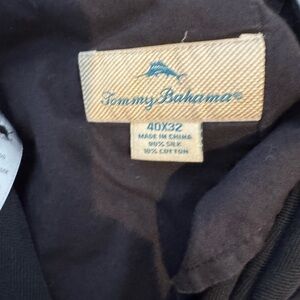 Tommy Bahama®
40X32
MADE IN CHINA
90% SILK
10% COTTON